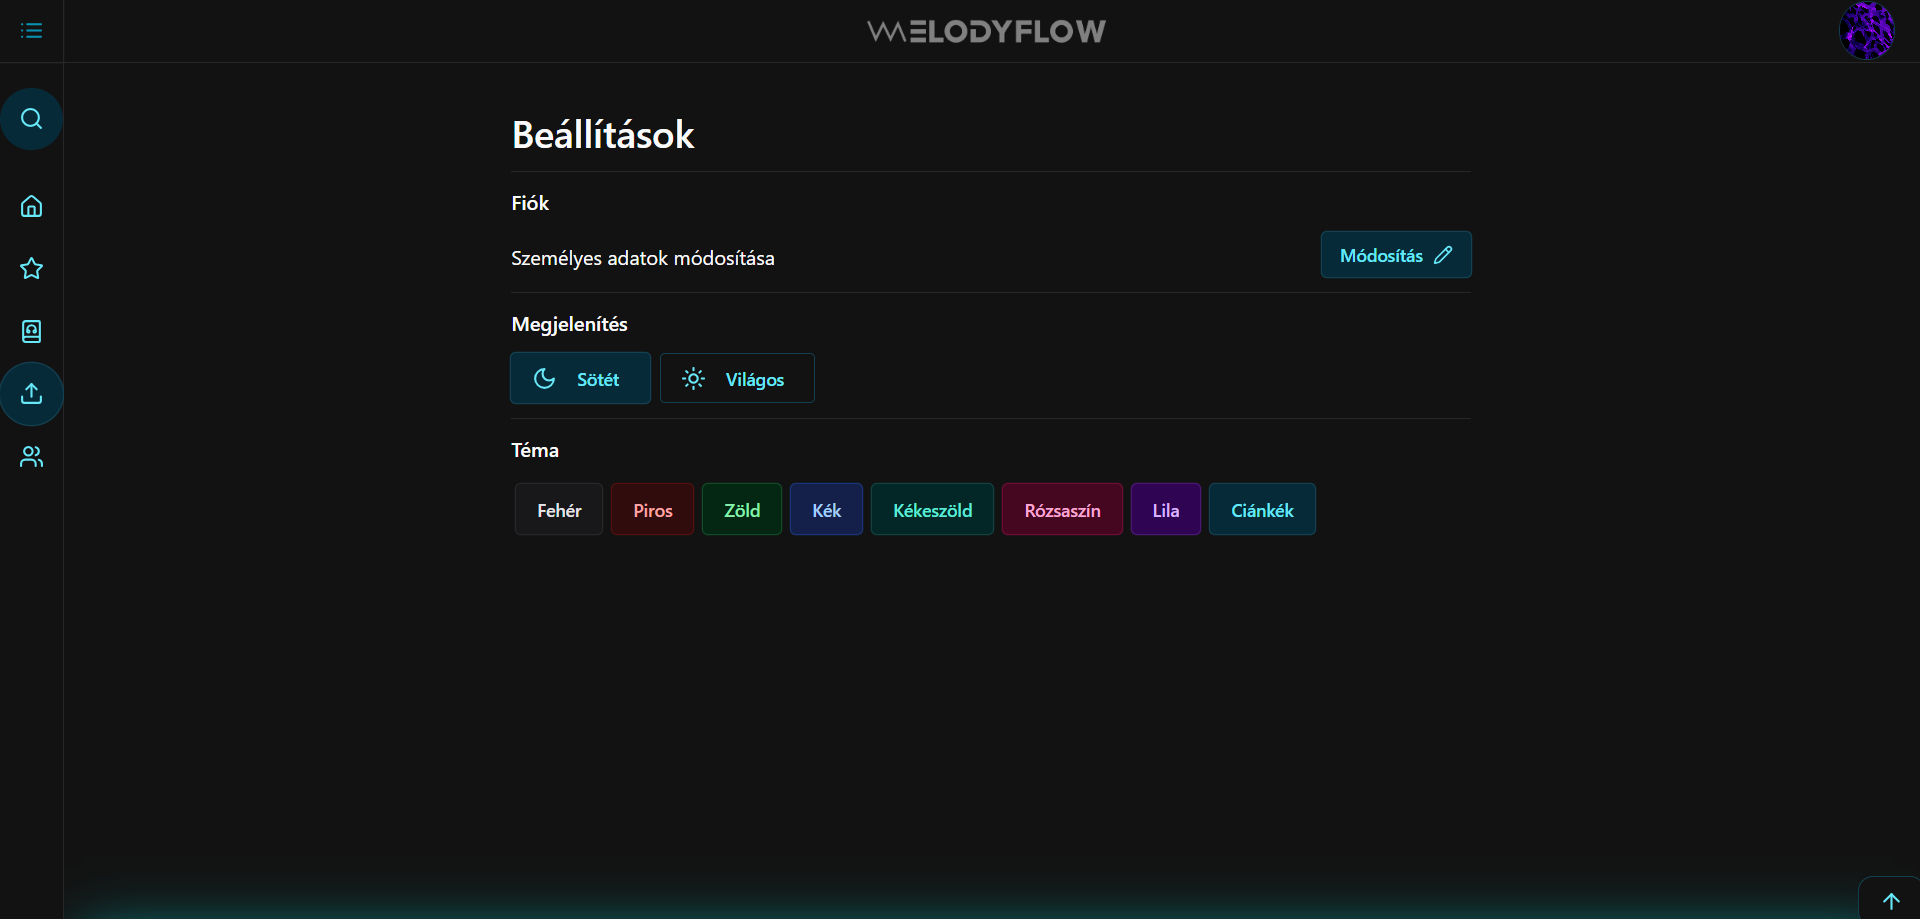 MELODYFLOW
Beállítások
Fiók
Személyes adatok módosítása
Módosítás
Megjelenítés
Sötét Világos
Téma
Fehér Piros Zöld Kék Kékeszöld Rózsaszín Lila Ciánkék